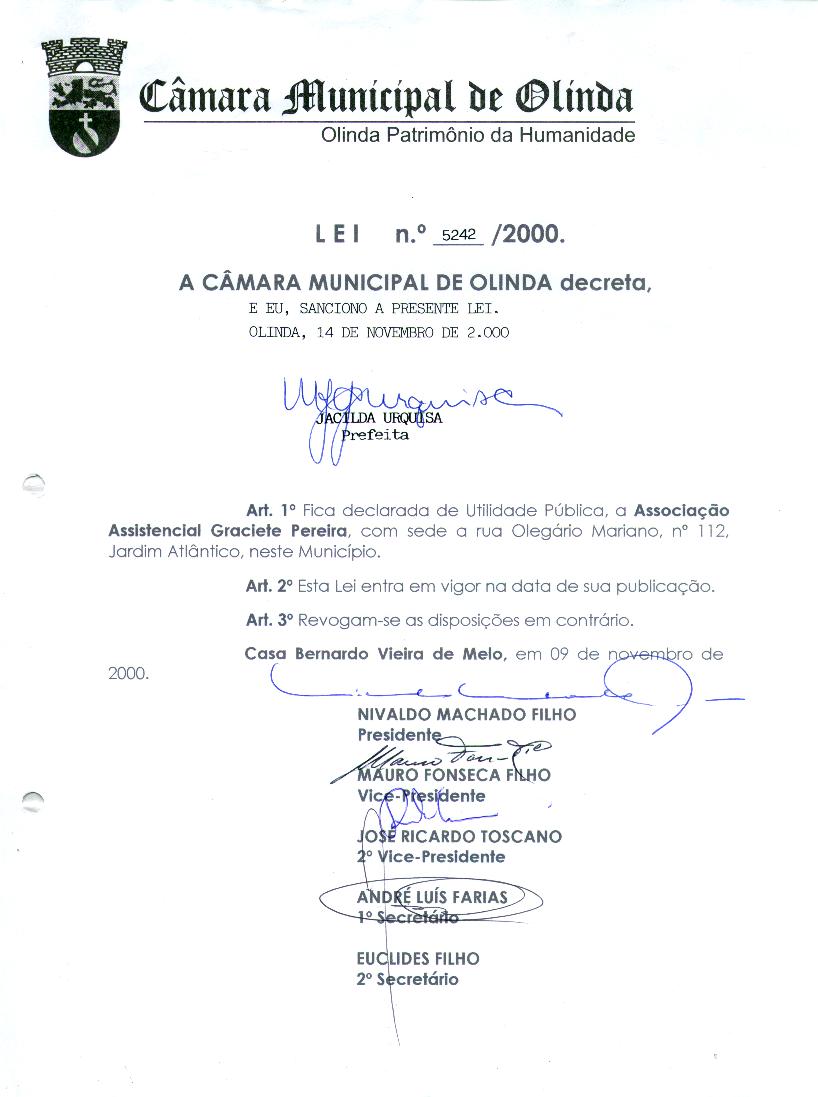 Câmara Municipal de Olinda
Olinda Patrimônio da Humanidade
LEI n.º 5242 /2000.
A CÂMARA MUNICIPAL DE OLINDA decreta,
E EU, SANCIONO A PRESENTE LEI.
OLINDA, 14 DE NOVEMBRO DE 2.000
JACILDA URQUISA
Prefeita
Art. 1º Fica declarada de Utilidade Pública, a Associação
Assistencial Graciete Pereira, com sede a rua Olegário Mariano, nº 112,
Jardim Atlântico, neste Município.
Art. 2º Esta Lei entra em vigor na data de sua publicação.
Art. 3º Revogam-se as disposições em contrário.
Casa Bernardo Vieira de Melo, em 09 de novembro de
2000.
NIVALDO MACHADO FILHO
Presidente
MAURO FONSECA FILHO
Vice-Presidente
JOSÉ RICARDO TOSCANO
2º Vice-Presidente
ANDRÉ LUÍS FARIAS
1º Secretário
EUCLIDES FILHO
2º Secretário